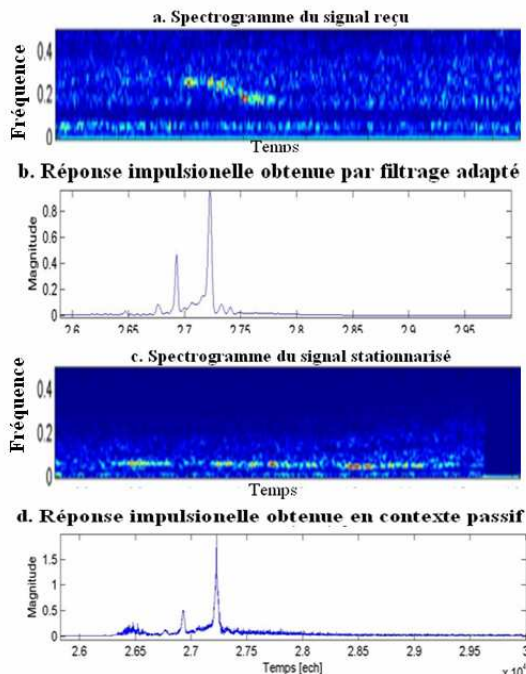 a. Spectrogramme du signal reçu
Fréquence
0.4
0.2
0
Temps
b. Réponse impulsionelle obtenue par filtrage adapté
Magnitude
0.8
0.6
0.4
0.2
0
2.6 2.65 2.7 2.75 2.8 2.85 2.9 2.95
c. Spectrogramme du signal stationnarisé
Fréquence
0.4
0.2
0
Temps
d. Réponse impulsionelle obtenue en contexte passif
Magnitude
1.5
1
0.5
0
2.6 2.65 2.7 2.75 2.8 2.85 2.9 2.95
Temps [ech]